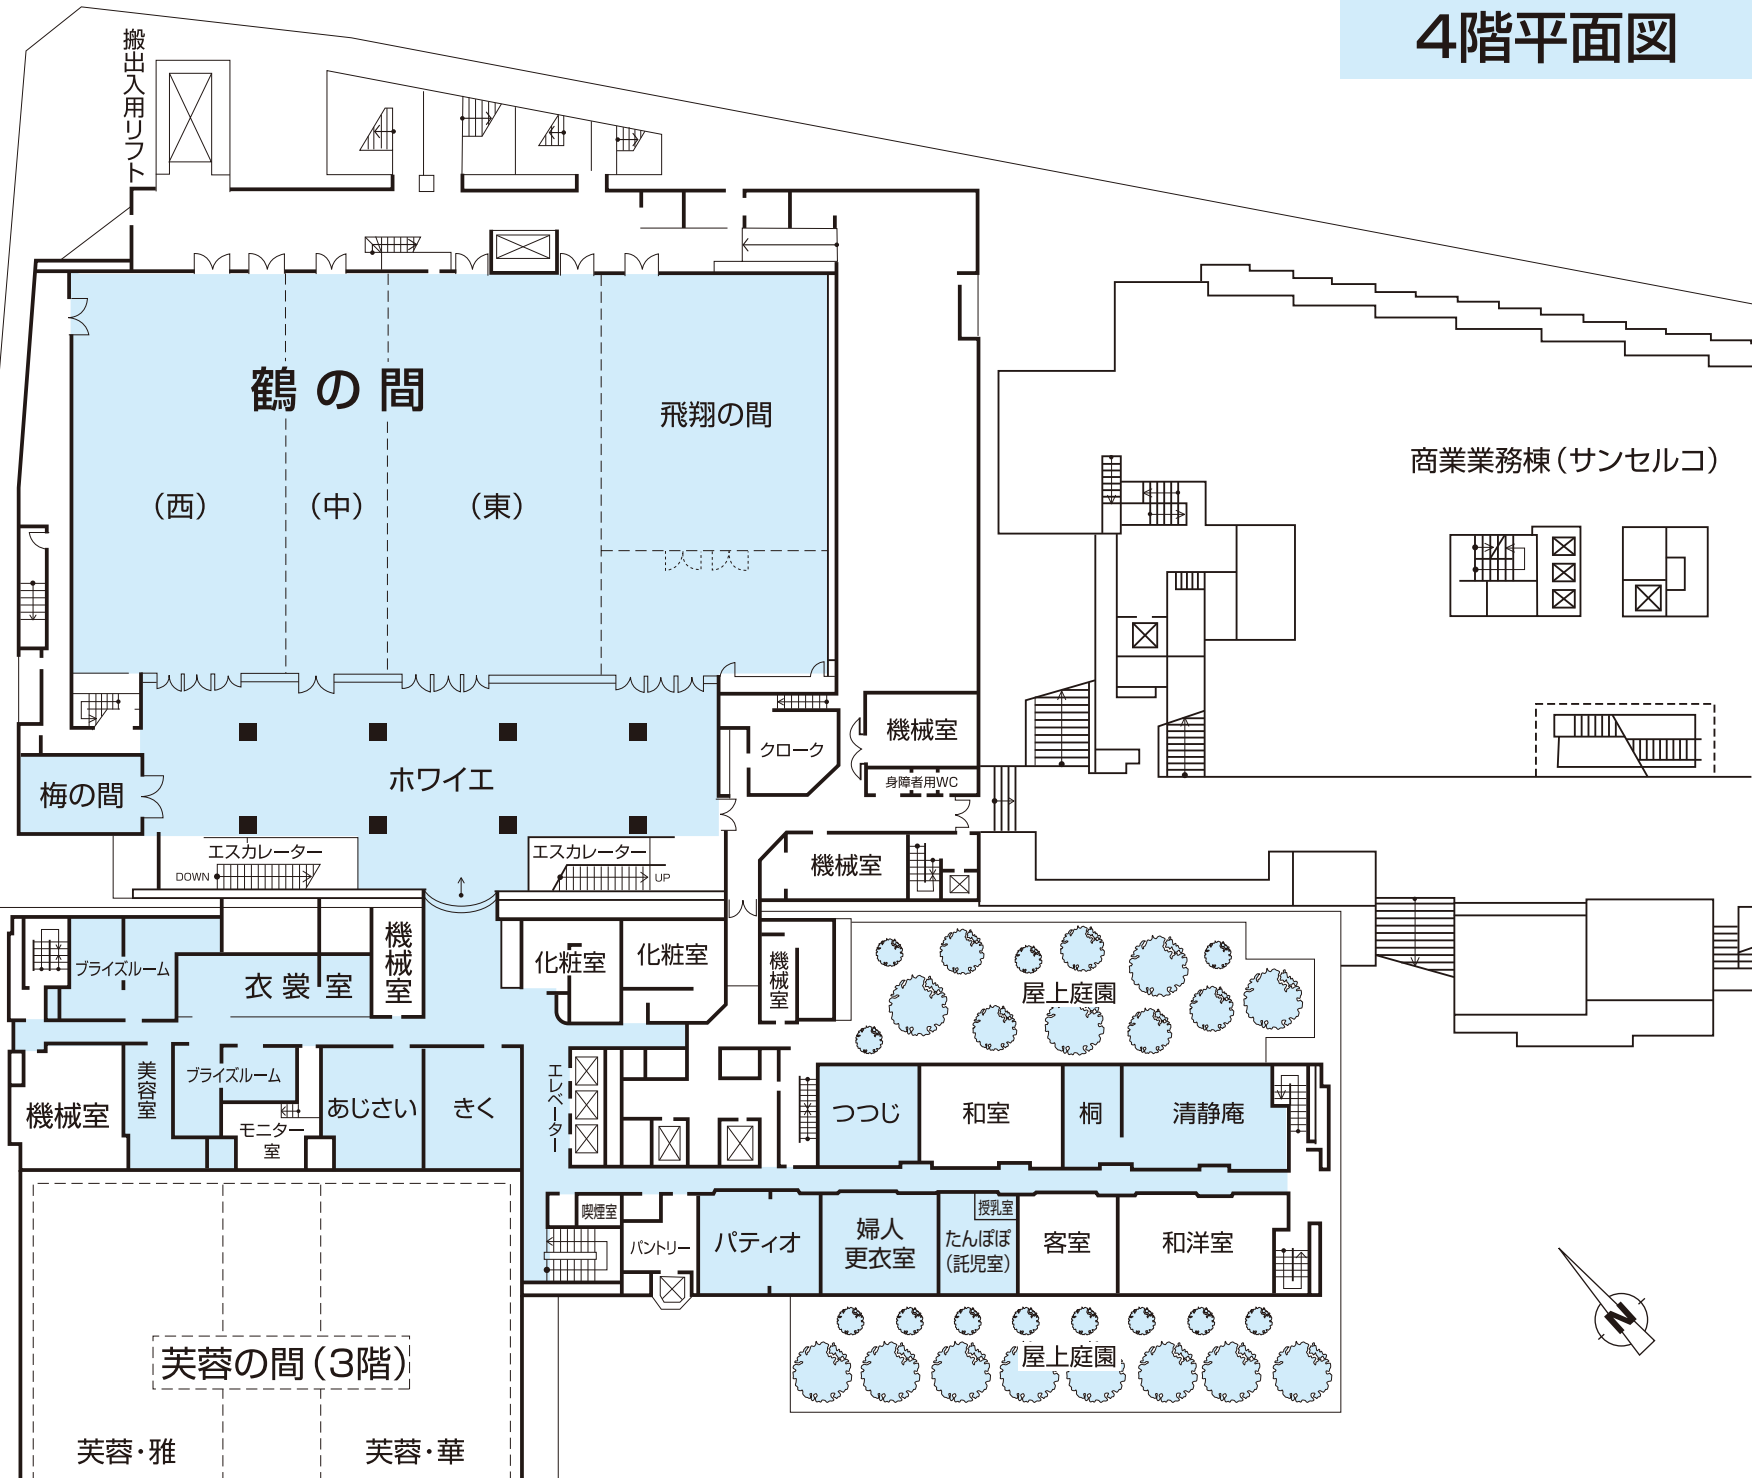 4階平面図
搬出入用リフト
鶴の間
飛翔の間
(西)
(中)
(東)
商業業務棟(サンセルコ)
機械室
クローク
身障者用WC
ホワイエ
梅の間
エスカレーター
DOWN
エスカレーター
UP
機械室
機械室
化粧室
化粧室
機械室
ブライズルーム
衣裳室
屋上庭園
美容室
ブライズルーム
あじさい
きく
エレベーター
機械室
モニター
室
つつじ
和室
桐
清静庵
喫煙室
パントリー
パティオ
婦人
更衣室
授乳室
たんぽぽ
(託児室)
客室
和洋室
N
屋上庭園
芙蓉の間(3階)
芙蓉・雅
芙蓉・華